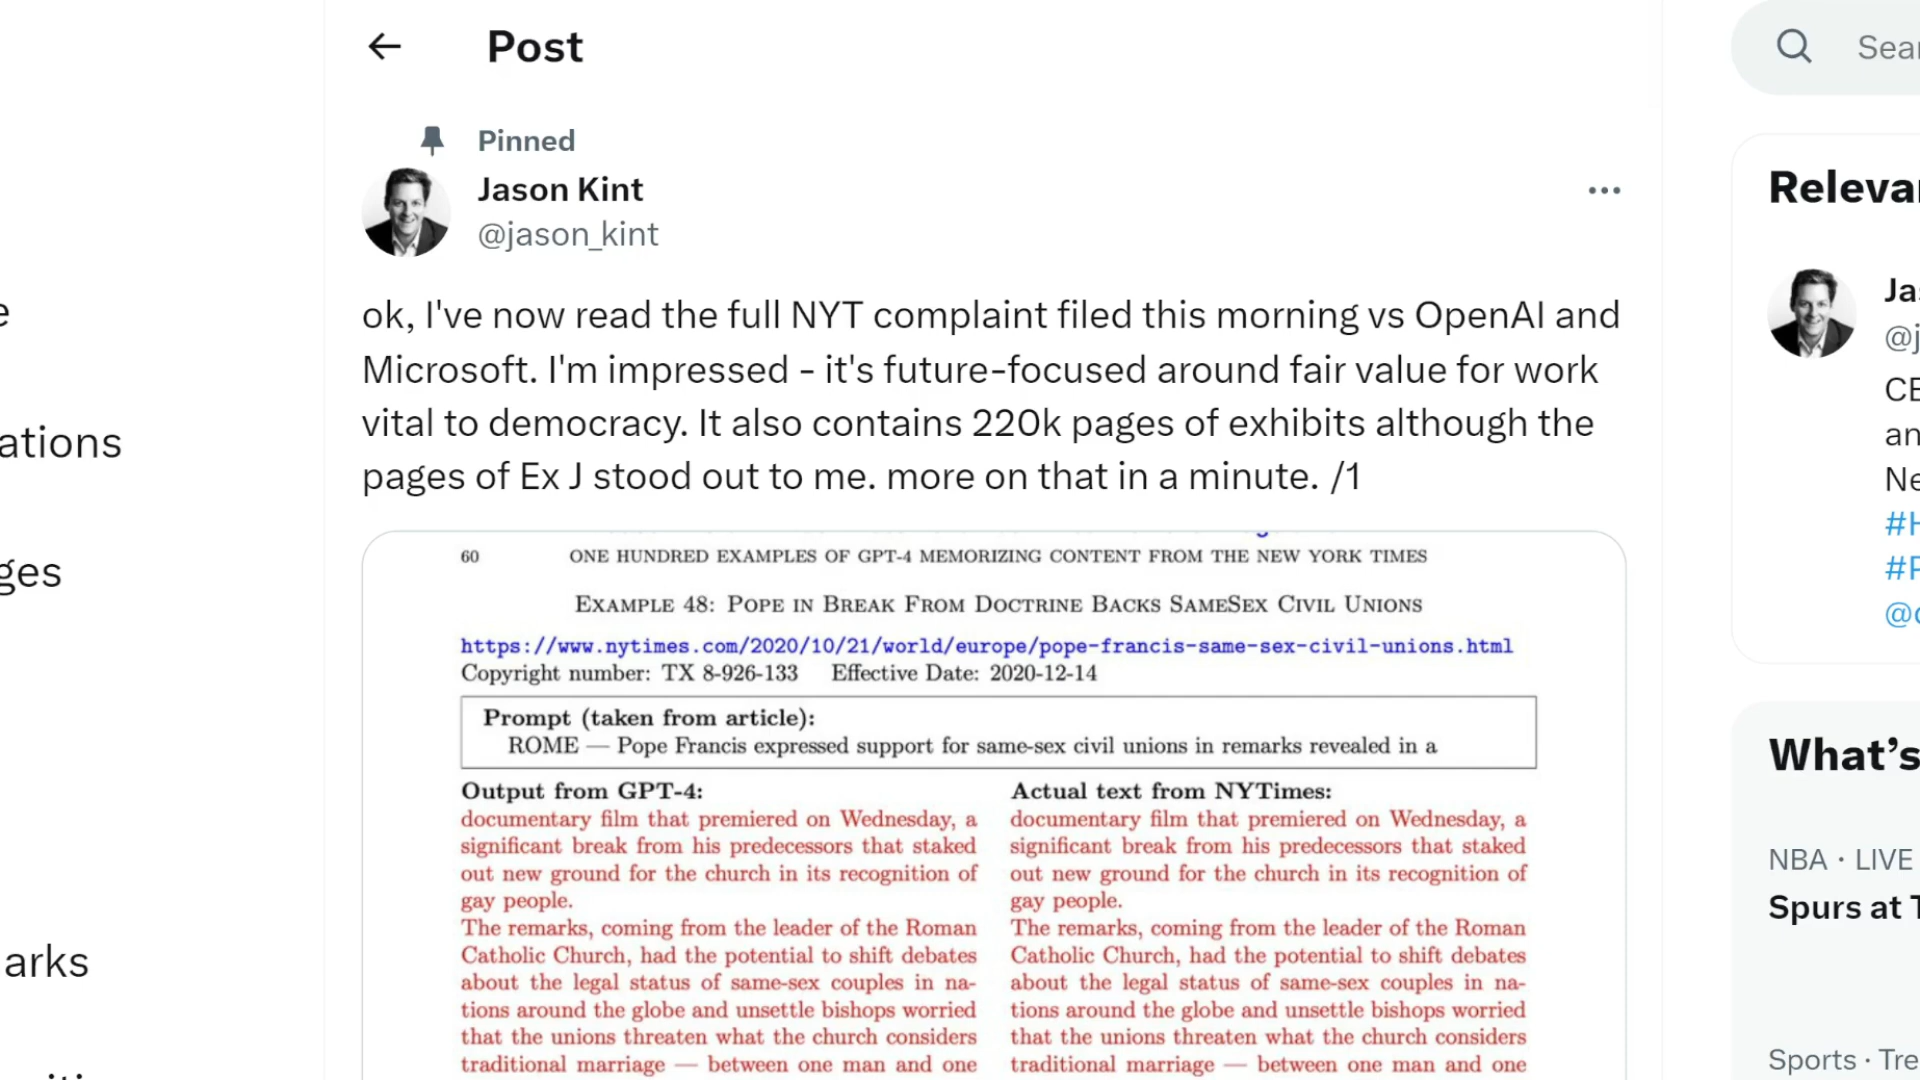 Post
Pinned
Jason Kint
@jason_kint
ok, I've now read the full NYT complaint filed this morning vs OpenAI and
Microsoft. I'm impressed - it's future-focused around fair value for work
vital to democracy. It also contains 220k pages of exhibits although the
pages of Ex J stood out to me. more on that in a minute. /1
60 ONE HUNDRED EXAMPLES OF GPT-4 MEMORIZING CONTENT FROM THE NEW YORK TIMES
EXAMPLE 48: POPE IN BREAK FROM DOCTRINE BACKS SAMESEX CIVIL UNIONS
https://www.nytimes.com/2020/10/21/world/europe/pope-francis-same-sex-civil-unions.html
Copyright number: TX 8-926-133 Effective Date: 2020-12-14
Prompt (taken from article):
ROME — Pope Francis expressed support for same-sex civil unions in remarks revealed in a
Output from GPT-4:
documentary film that premiered on Wednesday, a
significant break from his predecessors that staked
out new ground for the church in its recognition of
gay people.
The remarks, coming from the leader of the Roman
Catholic Church, had the potential to shift debates
about the legal status of same-sex couples in na-
tions around the globe and unsettle bishops worried
that the unions threaten what the church considers
traditional marriage — between one man and one
Actual text from NYTimes:
documentary film that premiered on Wednesday, a
significant break from his predecessors that staked
out new ground for the church in its recognition of
gay people.
The remarks, coming from the leader of the Roman
Catholic Church, had the potential to shift debates
about the legal status of same-sex couples in na-
tions around the globe and unsettle bishops worried
that the unions threaten what the church considers
traditional marriage — between one man and one
e
ations
ges
arks
Sear
Relevan
Jas
@j
CE
an
Ne
#H
#P
@
What's
NBA · LIVE
Spurs at T
Sports · Tre